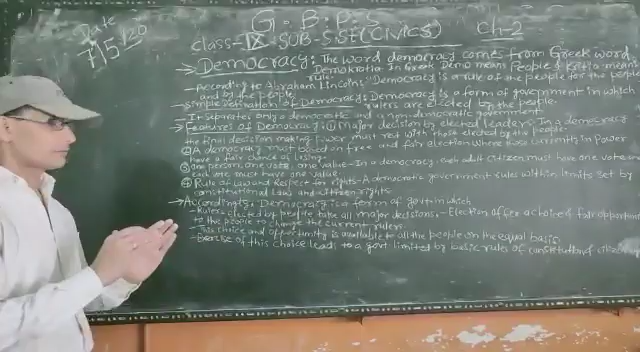 Date
7/5/20
G. B. P. S
Class-IX SUB-S.SE(CIVICS) Ch-2
→ Democracy: The word democracy comes from Greek word
Demokratia In Greek Demo means People & Kratia means
rule.
- According to Abraham Lincoln: "Democracy is a rule of the people for the people
and by the people.
- Simple definition of Democracy: Democracy is a form of government in which
rulers are elected by the people.
- It separates only a democratic and a non-democratic government
→ Features of Democracy: ① Major decision by elected leaders: In a democracy
the final decision making power must rest with those elected by the people.
② A democracy must based on free and fair election where those currently in Power
have a fair chance of losing.
③ one person, one vote, one value - In a democracy, each adult citizen must have one vote and
each vote must have one value.
④ Rule of Law and Respect for rights - A democratic government rules within limits set by
constitutional Law and citizen rights.
→ Accordingly: Democracy is a form of govt. in which
- Rulers elected by people take all major decisions. - Election offer a choice & fair opportunity
to the people to change the current rulers
- This choice and opportunity is available to all the people on the equal basis
- Exercise of this choice leads to a govt limited by basic rules of constitution &